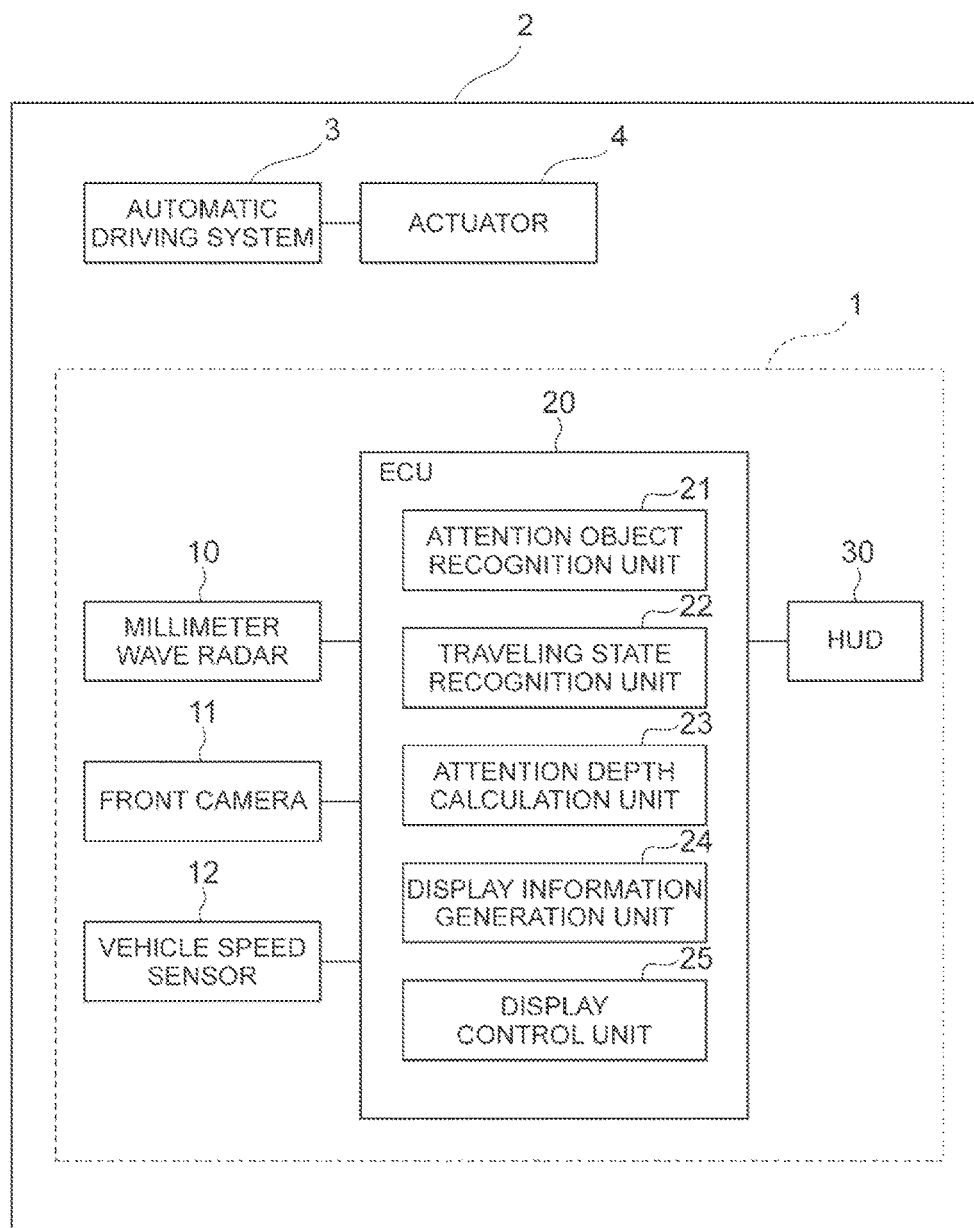 2
3
4
AUTOMATIC
DRIVING SYSTEM
ACTUATOR
1
20
ECU
21
ATTENTION OBJECT
RECOGNITION UNIT
10
22
30
MILLIMETER
WAVE RADAR
TRAVELING STATE
RECOGNITION UNIT
HUD
11
23
FRONT CAMERA
ATTENTION DEPTH
CALCULATION UNIT
12
24
VEHICLE SPEED
SENSOR
DISPLAY INFORMATION
GENERATION UNIT
25
DISPLAY
CONTROL UNIT